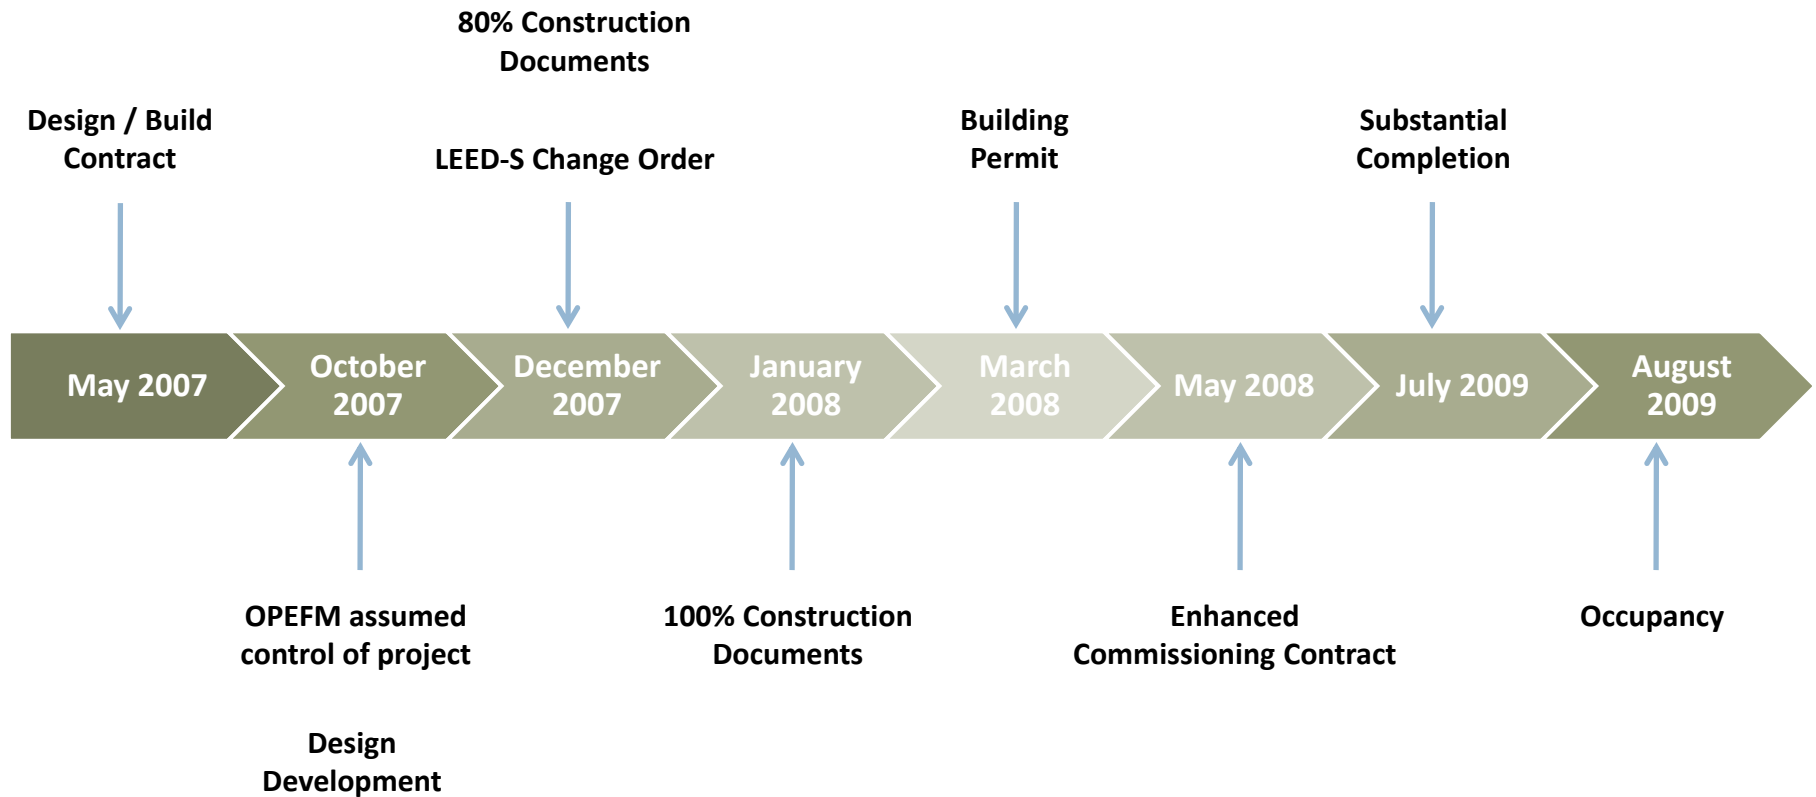 80% Construction
Documents
Design / Build
Contract
LEED-S Change Order
Building
Permit
Substantial
Completion
May 2007
October
2007
December
2007
January
2008
March
2008
May 2008
July 2009
August
2009
OPEFM assumed
control of project
Design
Development
100% Construction
Documents
Enhanced
Commissioning Contract
Occupancy